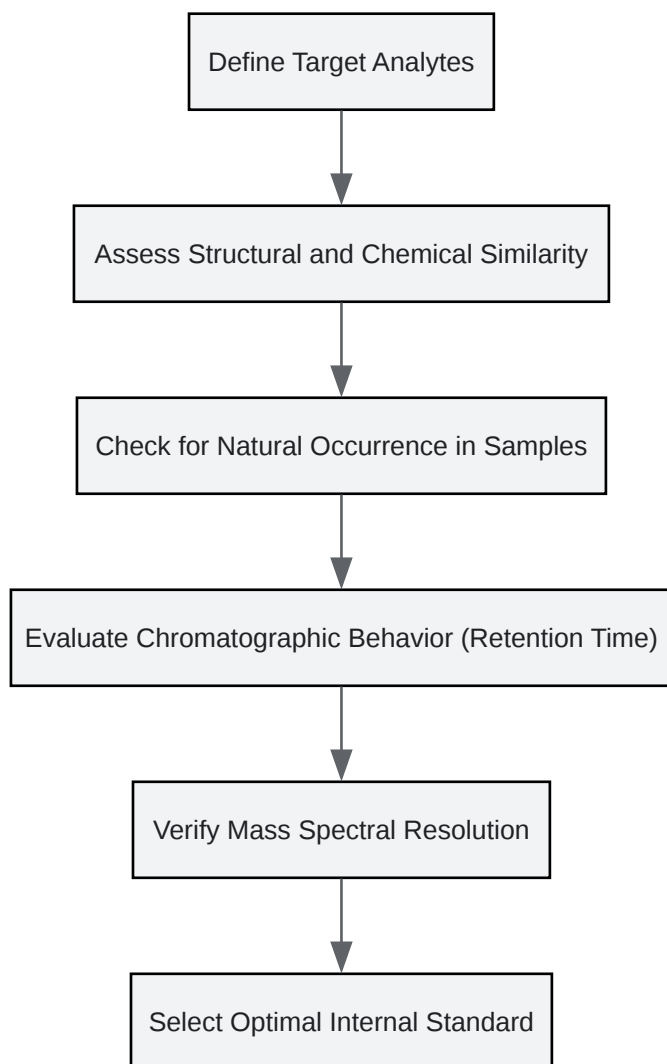 Define Target Analytes
Assess Structural and Chemical Similarity
Check for Natural Occurrence in Samples
Evaluate Chromatographic Behavior (Retention Time)
Verify Mass Spectral Resolution
Select Optimal Internal Standard